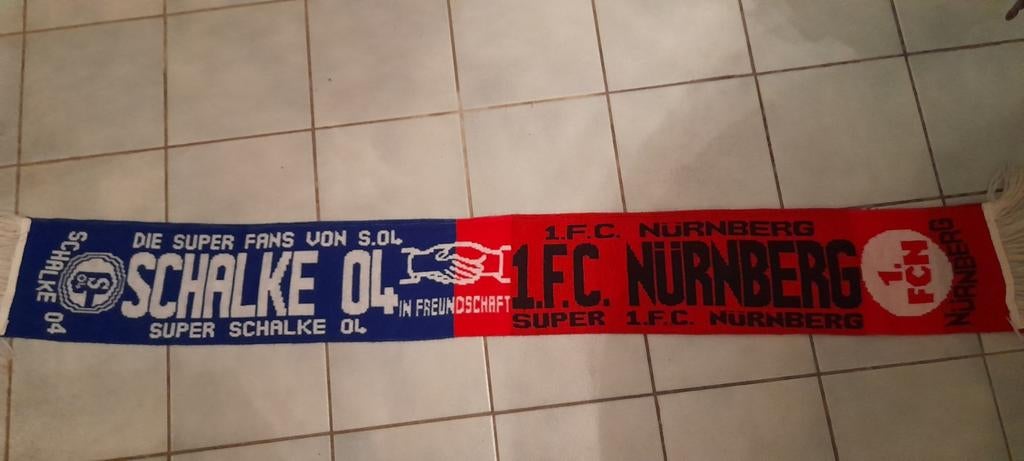 SCHALKE 04
S04
DIE SUPER FANS VON S.04
SCHALKE 04
SUPER SCHALKE 04
IN FREUNDSCHAFT
1.F.C. NÜRNBERG
1.F.C. NÜRNBERG
SUPER 1.F.C. NÜRNBERG
1.
FCN
NÜRNBERG